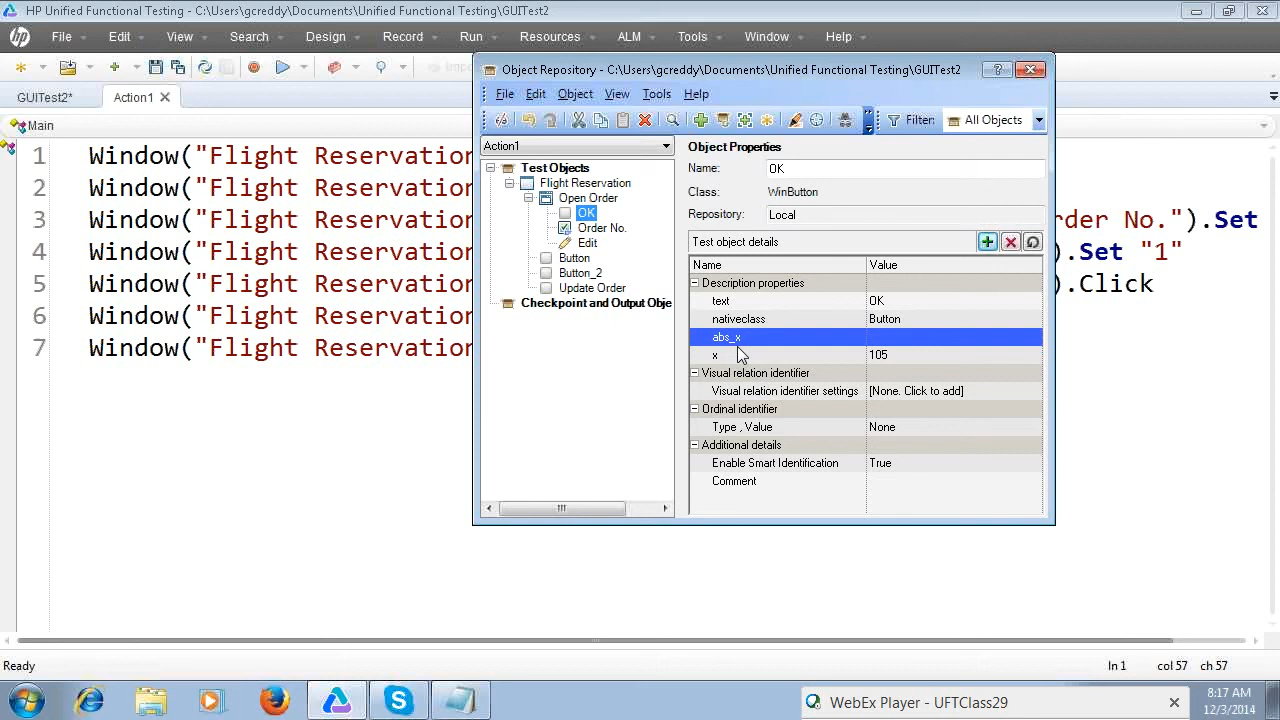 HP Unified Functional Testing - C:\Users\gcreddy\Documents\Unified Functional Testing\GUITest2
hp File Edit View Search Design Record Run Resources ALM Tools Window Help
GUITest2* Action1
Main
1 Window("Flight Reservation
2 Window("Flight Reservation
3 Window("Flight Reservation rder No.").Set
4 Window("Flight Reservation ).Set "1"
5 Window("Flight Reservation ).Click
6 Window("Flight Reservation
7 Window("Flight Reservation
Object Repository - C:\Users\gcreddy\Documents\Unified Functional Testing\GUITest2
File Edit Object View Tools Help
Filter: All Objects
Action1
Test Objects
Flight Reservation
Open Order
OK
Order No.
Edit
Button
Button_2
Update Order
Checkpoint and Output Obje
Object Properties
Name: OK
Class: WinButton
Repository: Local
Test object details
Name Value
Description properties
text OK
nativeclass Button
abs_x
x 105
Visual relation identifier
Visual relation identifier settings [None. Click to add]
Ordinal identifier
Type , Value None
Additional details
Enable Smart Identification True
Comment
Ready ln 1 col 57 ch 57
WebEx Player - UFTClass29
8:17 AM
12/3/2014